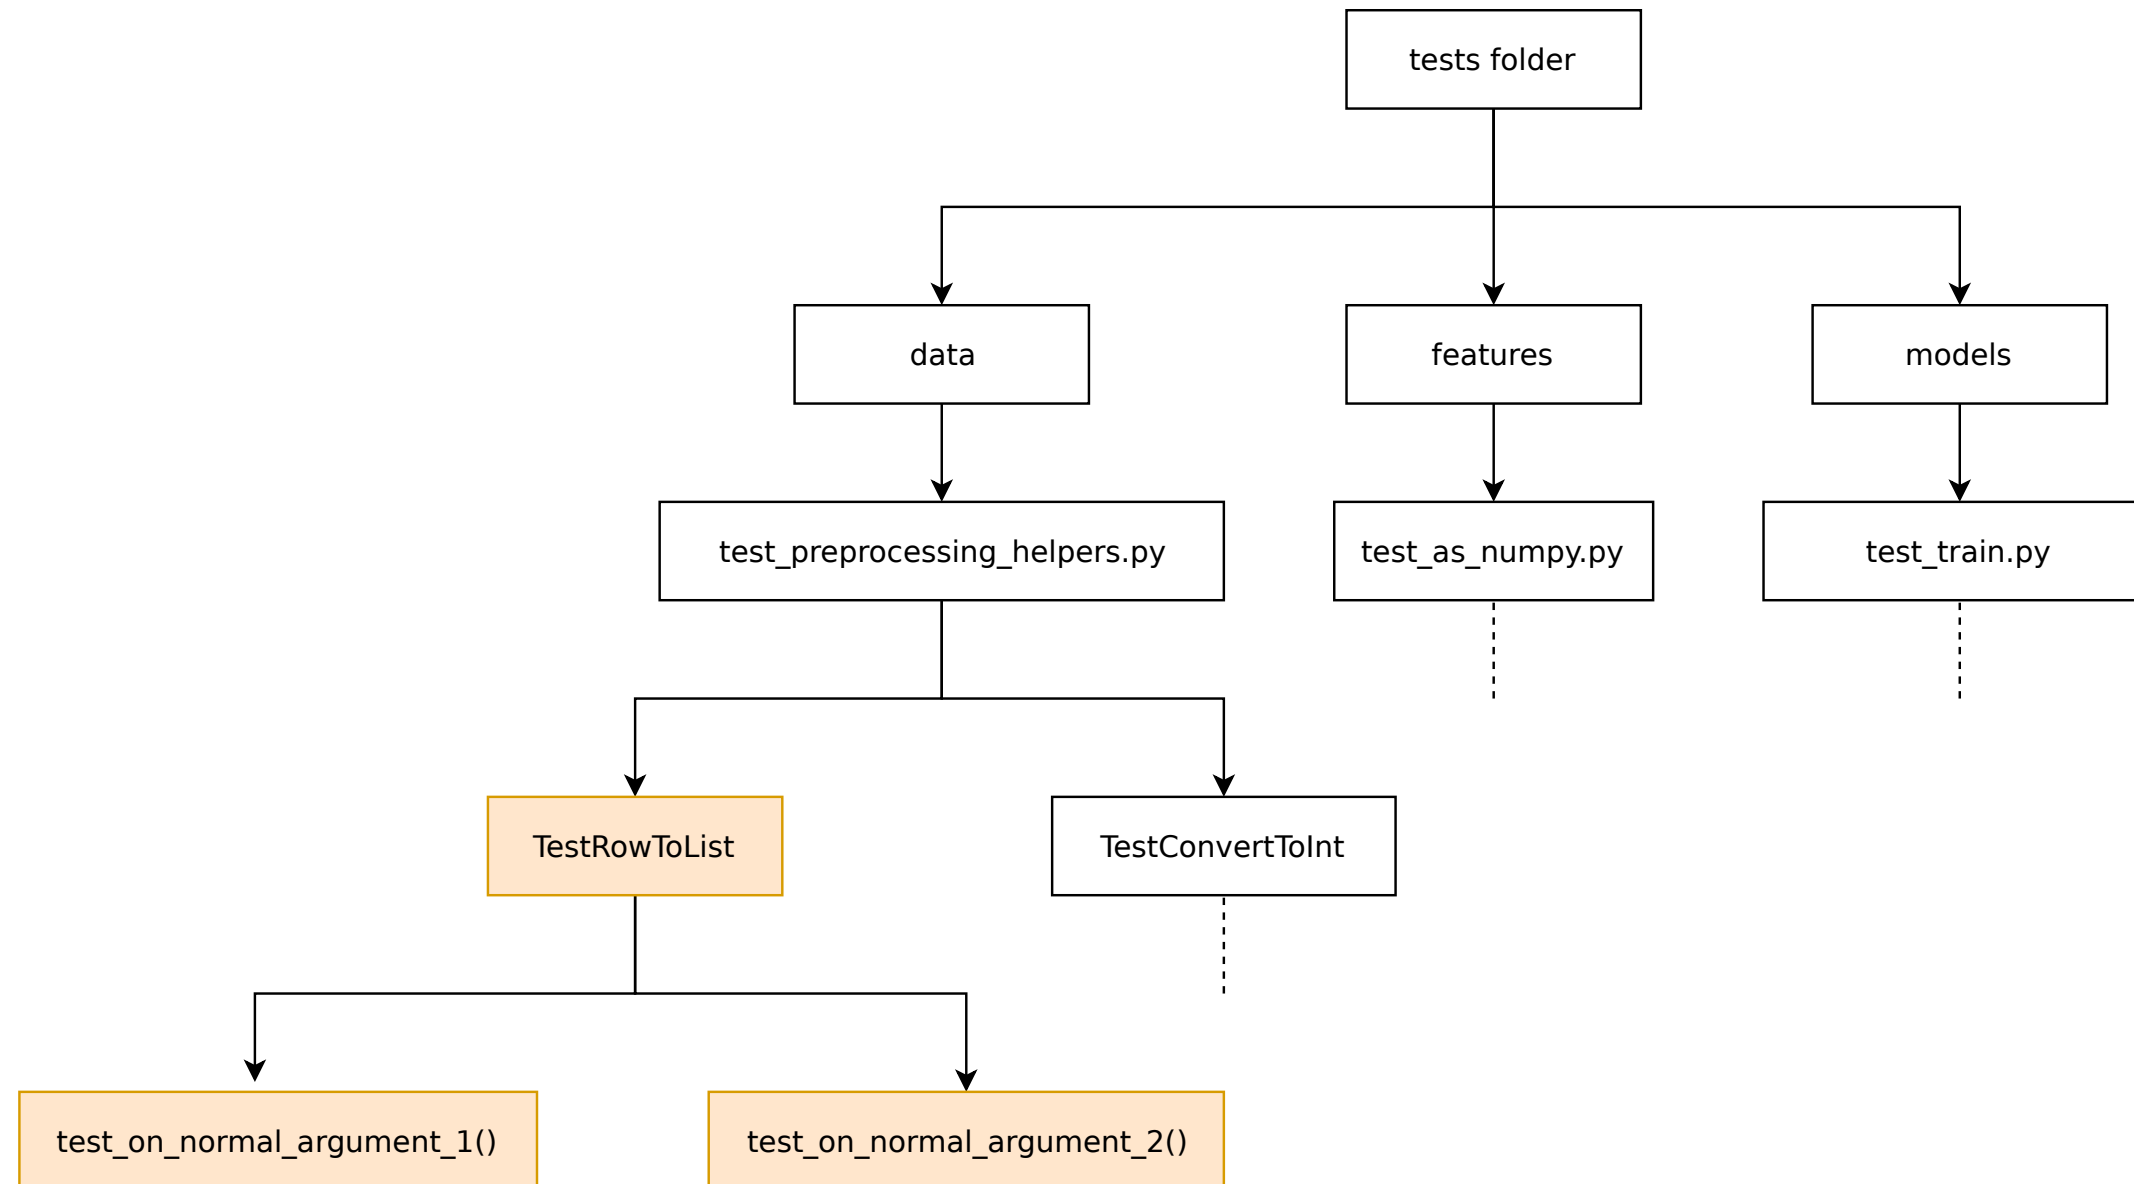 tests folder
data
features
models
test_preprocessing_helpers.py
test_as_numpy.py
test_train.py
TestRowToList
TestConvertToInt
test_on_normal_argument_1()
test_on_normal_argument_2()